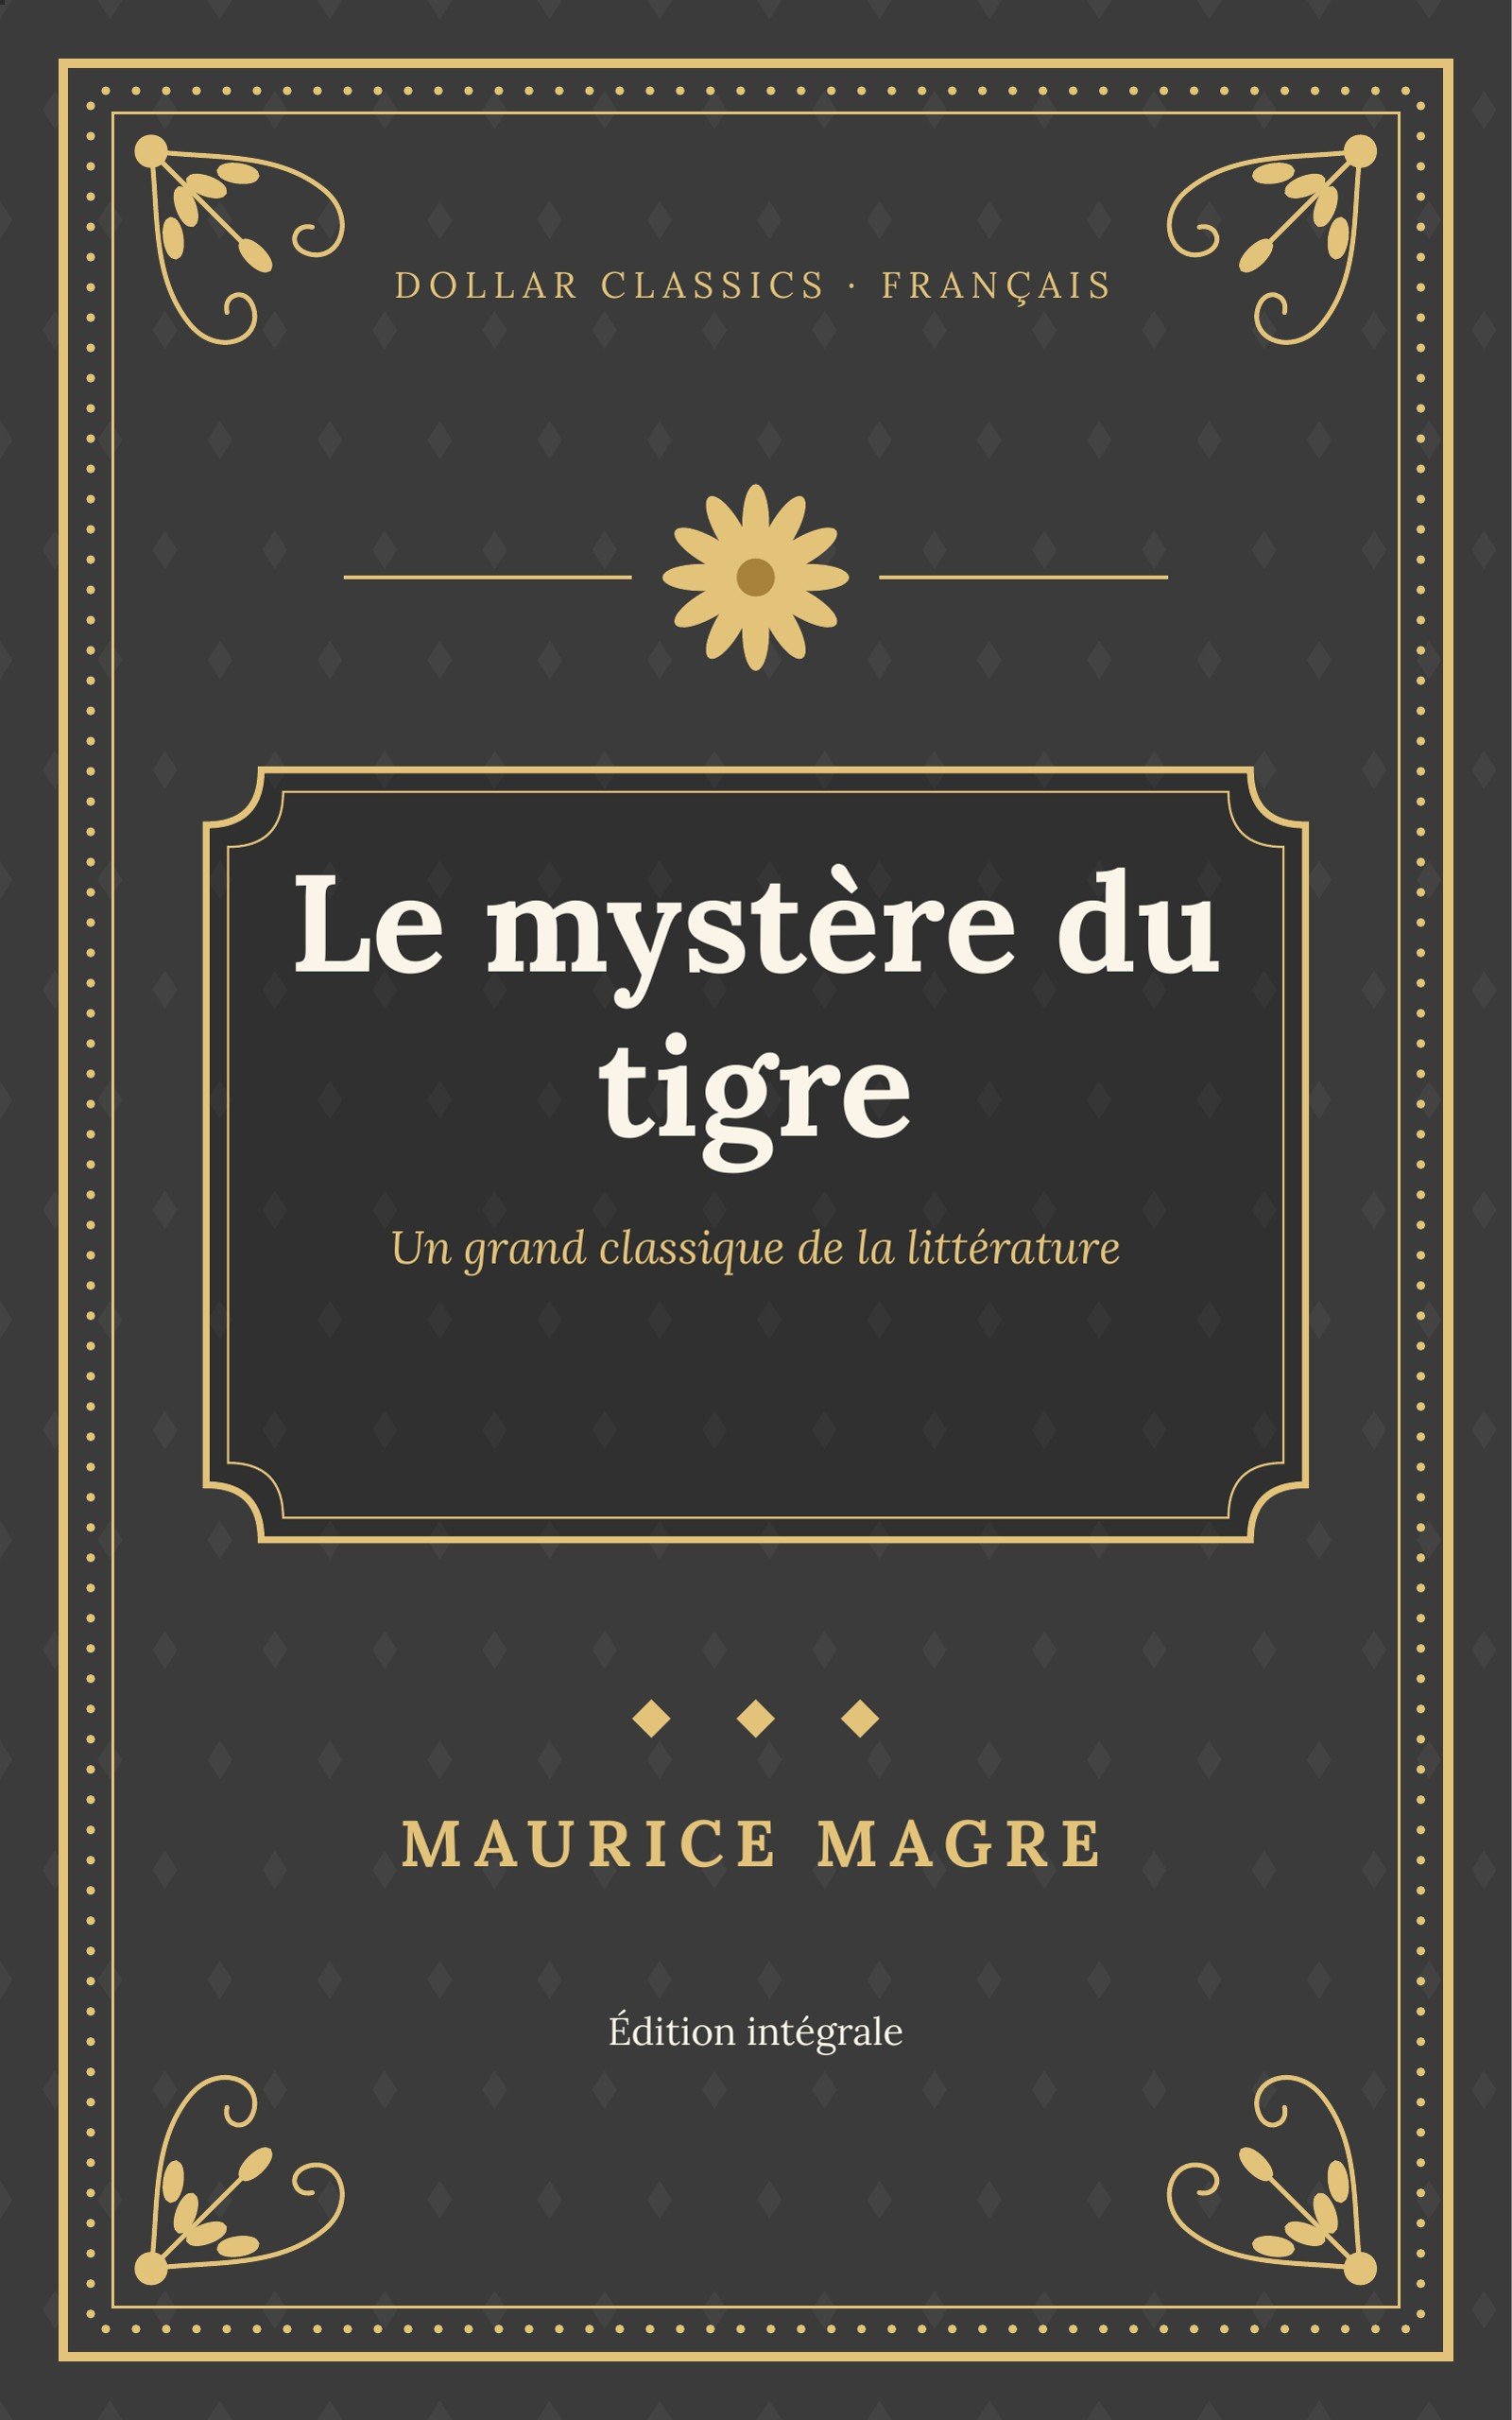 DOLLAR CLASSICS · FRANÇAIS
Le mystère du
tigre
Un grand classique de la littérature
MAURICE MAGRE
Édition intégrale